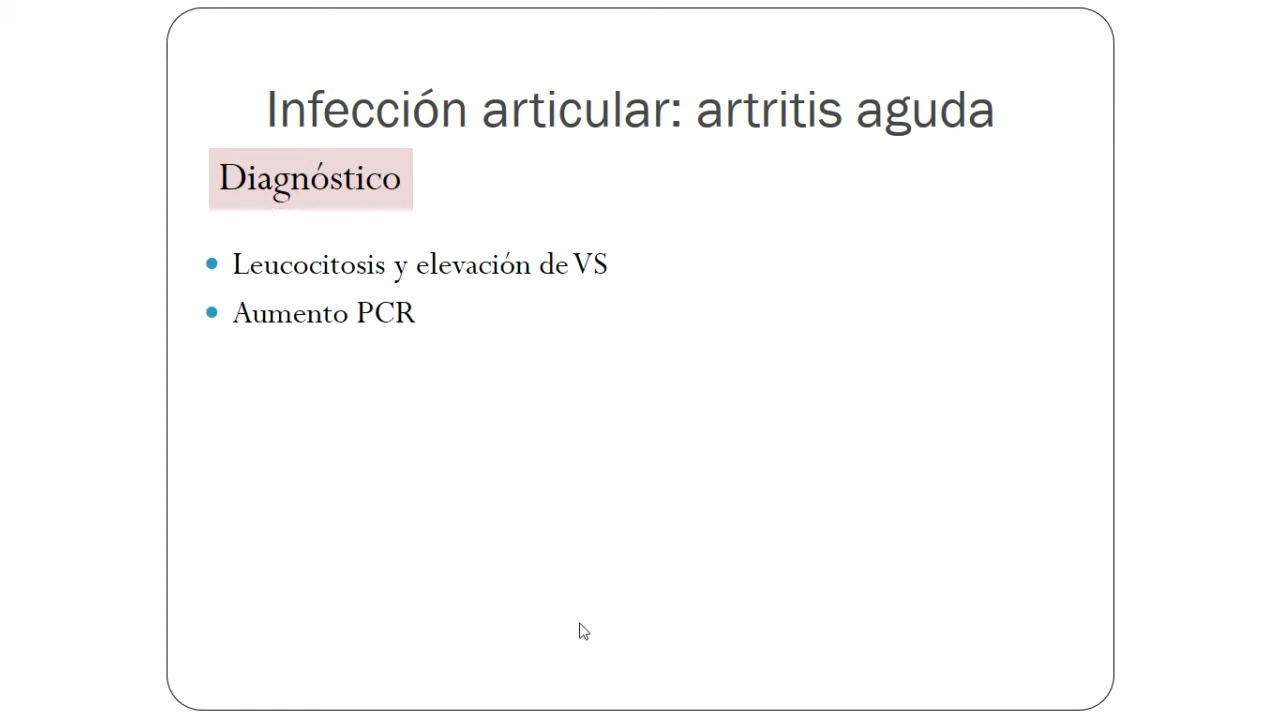 Infección articular: artritis aguda
Diagnóstico
Leucocitosis y elevación de VS
Aumento PCR